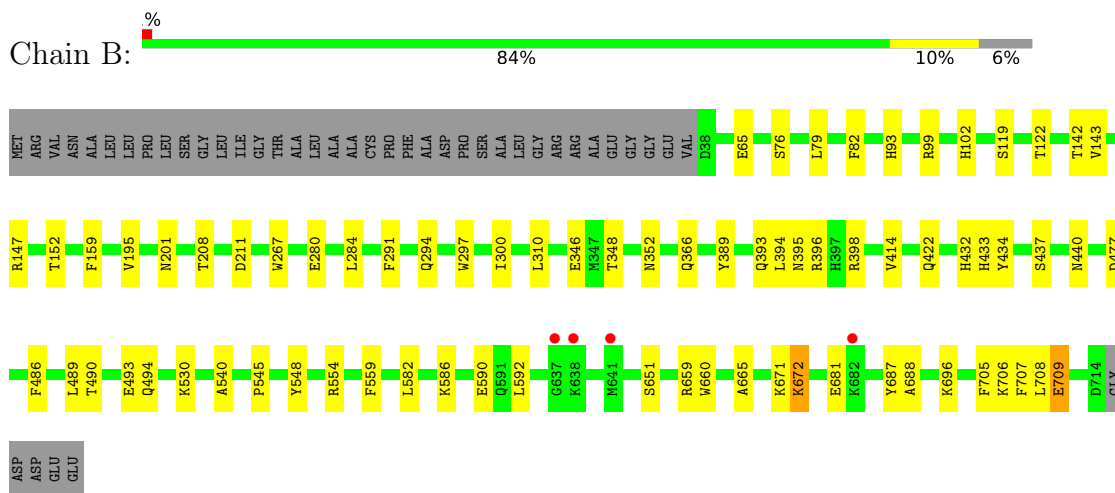 .%
Chain B:
84% 10% 6%
MET ARG VAL ASN ALA LEU LEU PRO LEU SER GLY LEU ILE GLY THR ALA LEU ALA ALA CYS PRO PHE ALA ASP PRO SER ALA LEU GLY ARG ARG ALA GLU GLY GLY GLU VAL D38 E65 S76 L79 F82 H93 R99 H102 S119 T122 T142 V143
R147 T152 F159 V195 N201 T208 D211 W267 E280 L284 F291 Q294 W297 I300 L310 E346 M347 T348 N352 Q366 Y389 Q393 L394 N395 R396 H397 R398 V414 Q422 H432 H433 Y434 S437 N440
F486 L489 T490 E493 Q494 K530 A540 P545 Y548 R554 F559 L582 K586 E590 Q591 L592 G637 K638 M641 S651 R659 W660 A665 K671 K672 E681 K682 Y687 A688 K696 F705 K706 F707 L708 E709 D714 GLY
ASP ASP GLU GLU